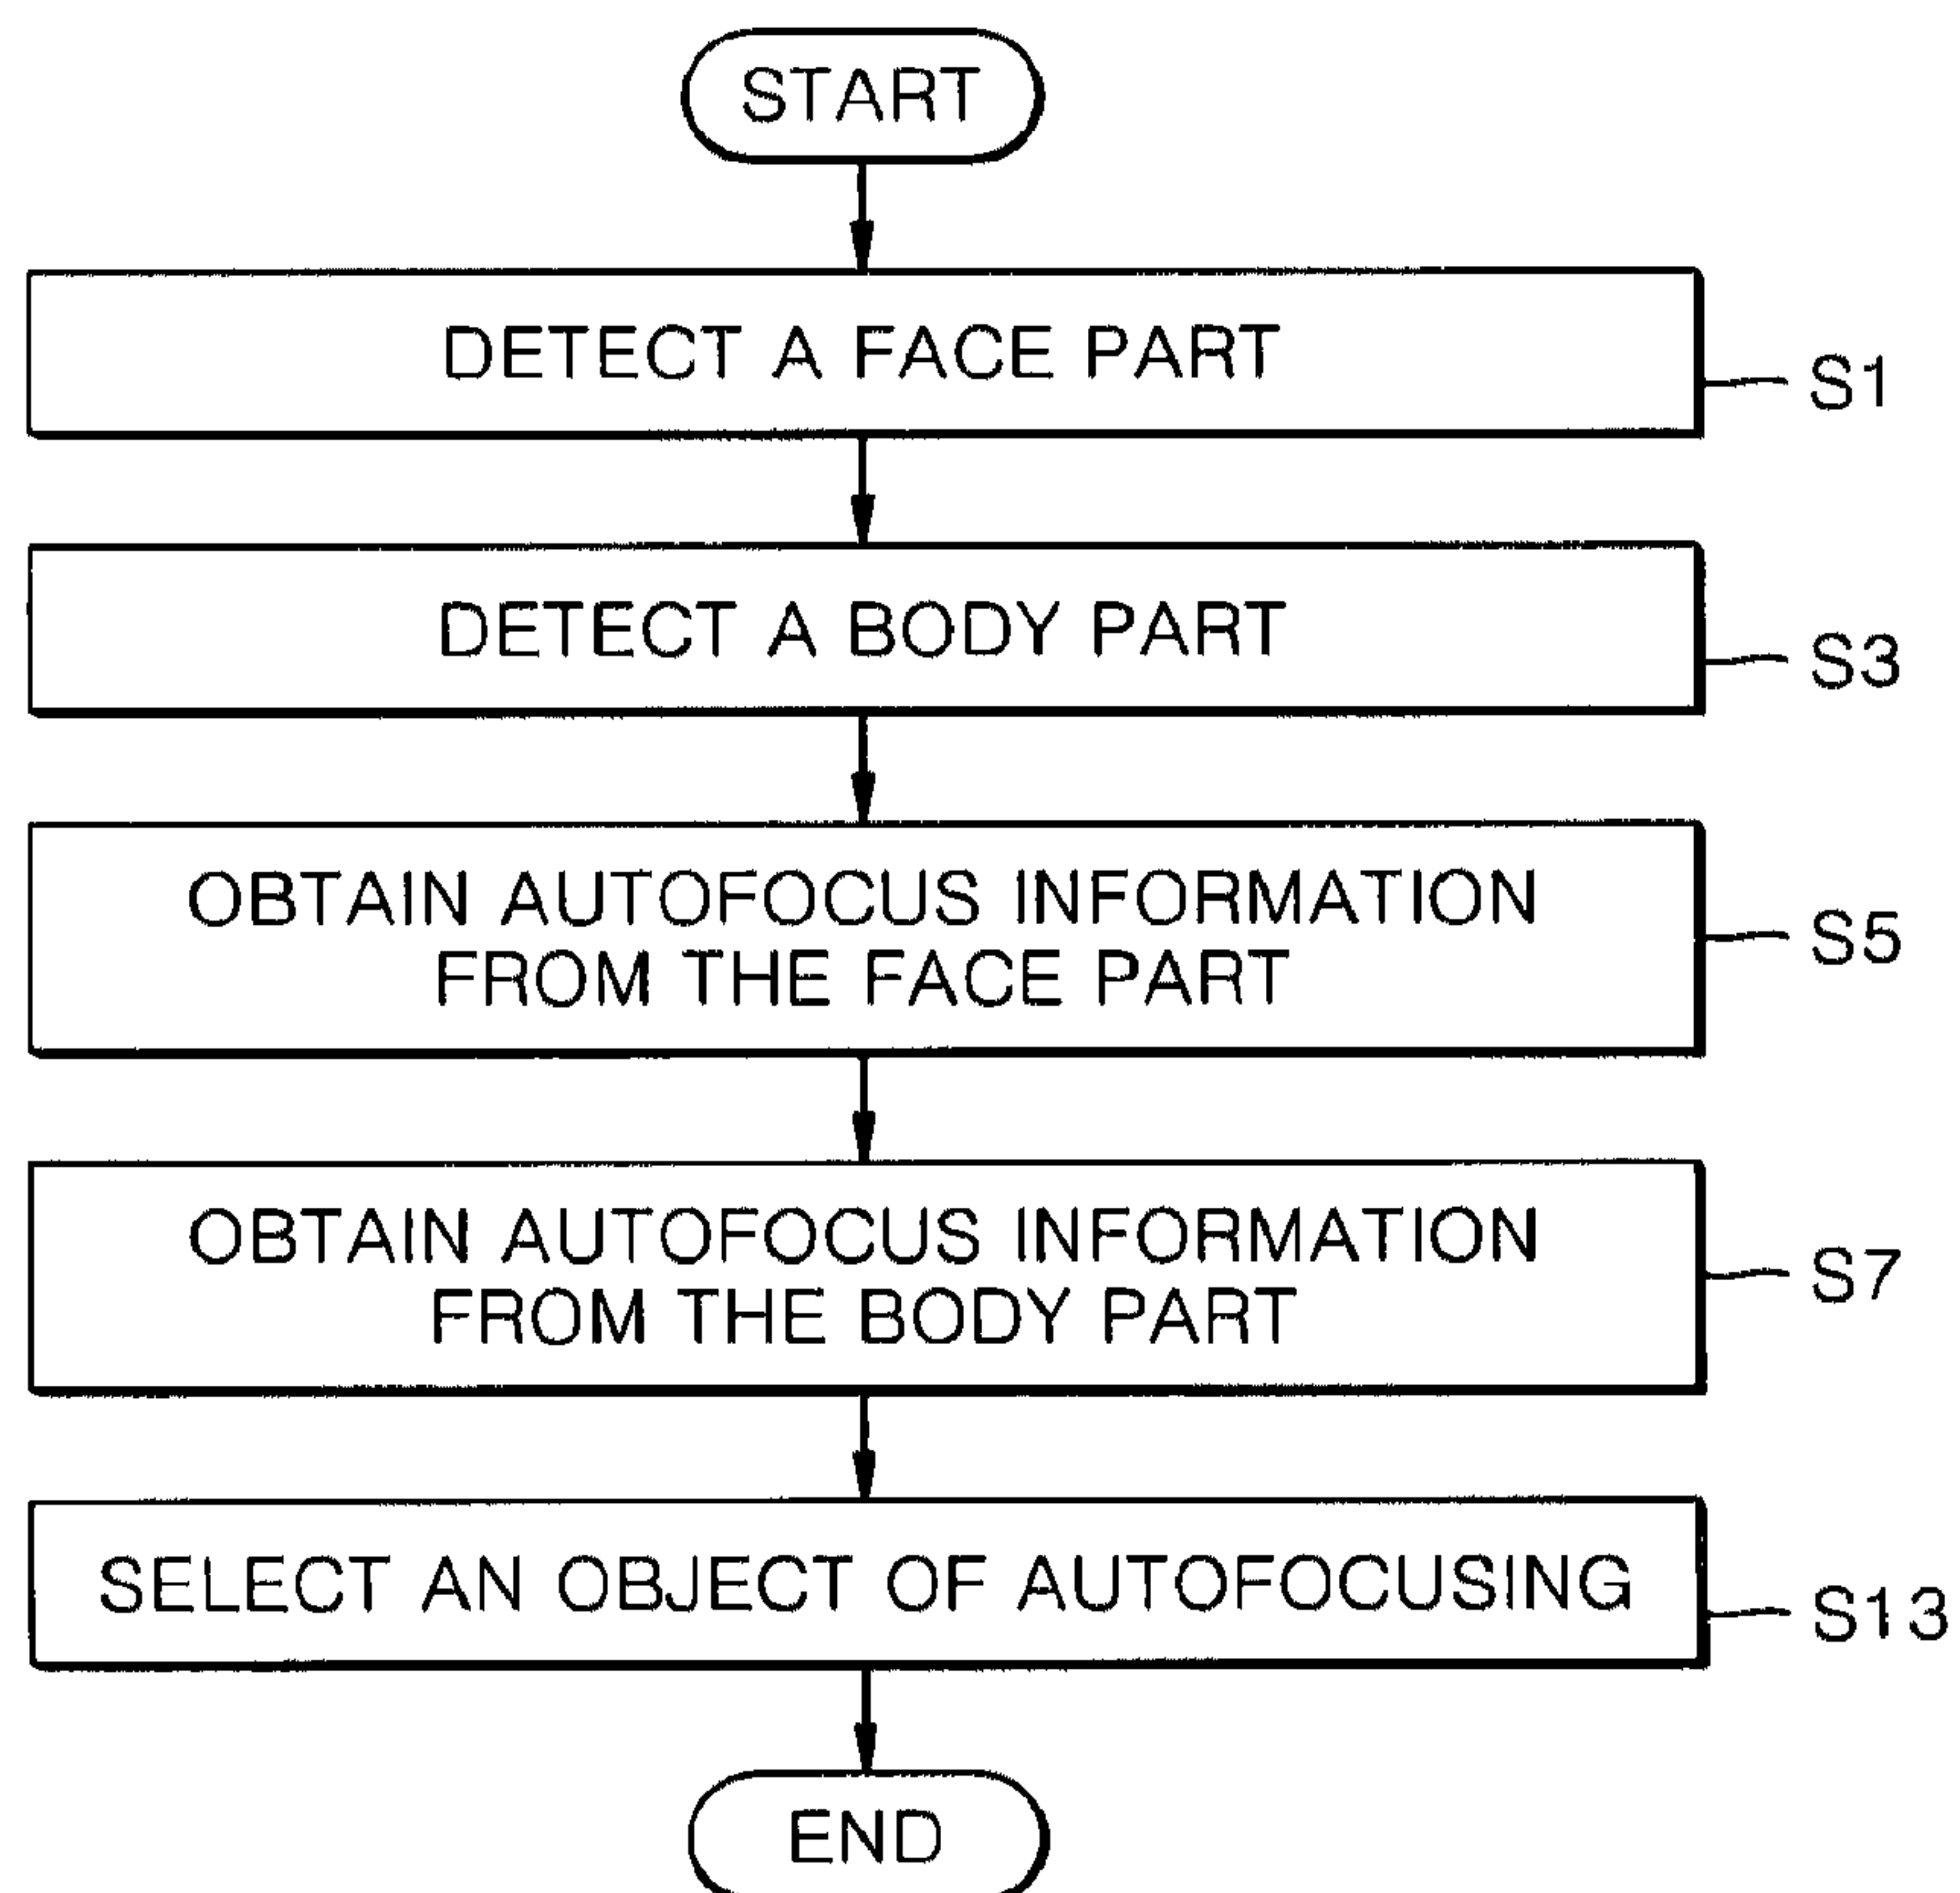 START
DETECT A FACE PART
S1
DETECT A BODY PART
S3
OBTAIN AUTOFOCUS INFORMATION
FROM THE FACE PART
S5
OBTAIN AUTOFOCUS INFORMATION
FROM THE BODY PART
S7
SELECT AN OBJECT OF AUTOFOCUSING
S13
END